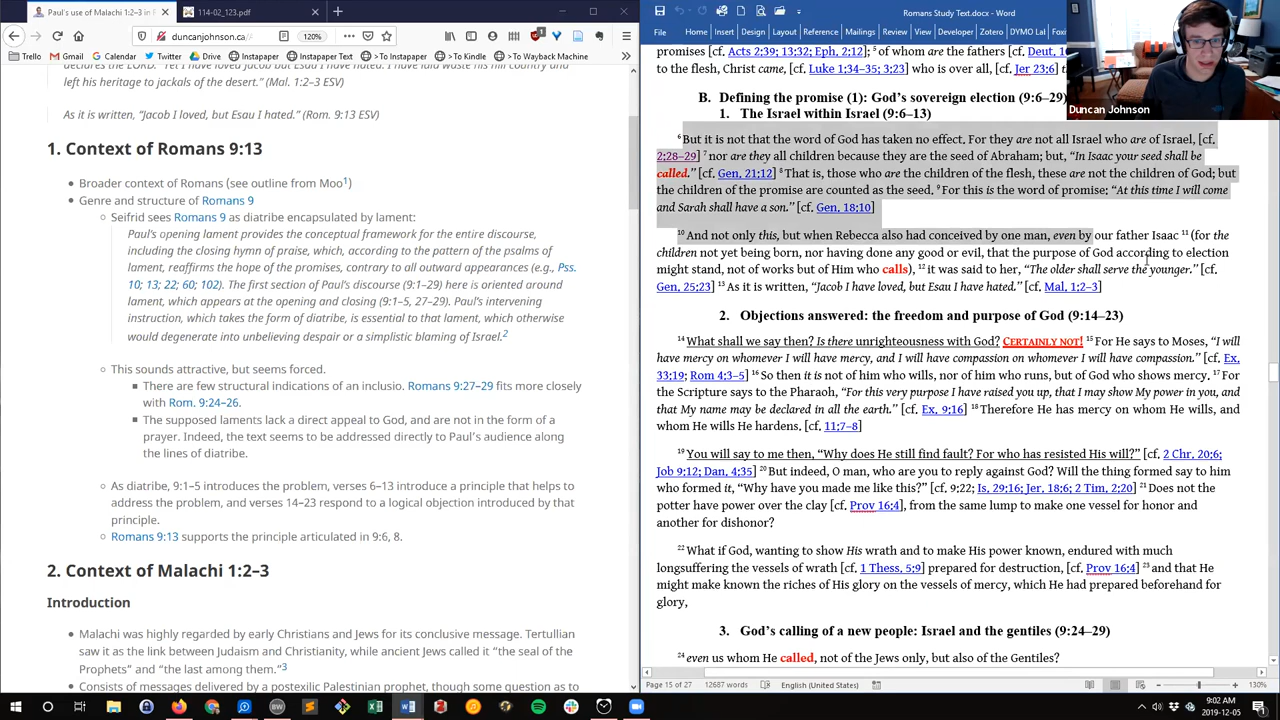 Paul's use of Malachi 1:2–3 in R
114-02_123.pdf
duncanjohnson.ca/
120%
Trello
Gmail
Calendar
Twitter
Drive
Instapaper
Instapaper Text
> To Kindle
> To Wayback Machine
left his heritage to jackals of the desert." (Mal. 1:2–3 ESV)
As it is written, "Jacob I loved, but Esau I hated." (Rom. 9:13 ESV)
1. Context of Romans 9:13
Broader context of Romans (see outline from Moo1)
Genre and structure of Romans 9
Seifrid sees Romans 9 as diatribe encapsulated by lament:
Paul's opening lament provides the conceptual framework for the entire discourse,
including the closing hymn of praise, which, according to the pattern of the psalms of
lament, reaffirms the hope of the promises, contrary to all outward appearances (e.g., Pss.
10; 13; 22; 60; 102). The first section of Paul's discourse (9:1–29) here is oriented around
lament, which appears at the opening and closing (9:1–5, 27–29). Paul's intervening
instruction, which takes the form of diatribe, is essential to that lament, which otherwise
would degenerate into unbelieving despair or a simplistic blaming of Israel.2
This sounds attractive, but seems forced.
There are few structural indications of an inclusio. Romans 9:27–29 fits more closely
with Rom. 9:24–26.
The supposed laments lack a direct appeal to God, and are not in the form of a
prayer. Indeed, the text seems to be addressed directly to Paul's audience along
the lines of diatribe.
As diatribe, 9:1–5 introduces the problem, verses 6–13 introduce a principle that helps to
address the problem, and verses 14–23 respond to a logical objection introduced by that
principle.
Romans 9:13 supports the principle articulated in 9:6, 8.
2. Context of Malachi 1:2–3
Introduction
Malachi was highly regarded by early Christians and Jews for its conclusive message. Tertullian
saw it as the link between Judaism and Christianity, while ancient Jews called it "the seal of the
Prophets" and "the last among them."3
Consists of messages delivered by a postexilic Palestinian prophet, though some question as to
Romans Study Text.docx - Word
File
Home
Insert
Design
Layout
References
Mailings
Review
View
Developer
Zotero
DYMO Label
Foxit
promises [cf. Acts 2:39; 13:32; Eph. 2:12]; 5 of whom are the fathers [cf. Deut. 1
to the flesh, Christ came, [cf. Luke 1:34–35; 3:23] who is over all, [cf. Jer 23;6]
B. Defining the promise (1): God's sovereign election (9:6–29)
1. The Israel within Israel (9:6–13)
Duncan Johnson
6 But it is not that the word of God has taken no effect. For they are not all Israel who are of Israel, [cf.
2;28–29] 7 nor are they all children because they are the seed of Abraham; but, "In Isaac your seed shall be
called." [cf. Gen. 21;12] 8 That is, those who are the children of the flesh, these are not the children of God; but
the children of the promise are counted as the seed. 9 For this is the word of promise; "At this time I will come
and Sarah shall have a son." [cf. Gen. 18;10]
10 And not only this, but when Rebecca also had conceived by one man, even by our father Isaac 11 (for the
children not yet being born, nor having done any good or evil, that the purpose of God according to election
might stand, not of works but of Him who calls), 12 it was said to her, "The older shall serve the younger." [cf.
Gen. 25;23] 13 As it is written, "Jacob I have loved, but Esau I have hated." [cf. Mal. 1;2–3]
2. Objections answered: the freedom and purpose of God (9:14–23)
14 What shall we say then? Is there unrighteousness with God? CERTAINLY NOT! 15 For He says to Moses, "I will
have mercy on whomever I will have mercy, and I will have compassion on whomever I will have compassion." [cf. Ex.
33;19; Rom 4;3–5] 16 So then it is not of him who wills, nor of him who runs, but of God who shows mercy. 17 For
the Scripture says to the Pharaoh, "For this very purpose I have raised you up, that I may show My power in you, and
that My name may be declared in all the earth." [cf. Ex. 9;16] 18 Therefore He has mercy on whom He wills, and
whom He wills He hardens. [cf. 11;7–8]
19 You will say to me then, "Why does He still find fault? For who has resisted His will?" [cf. 2 Chr. 20;6;
Job 9;12; Dan. 4;35] 20 But indeed, O man, who are you to reply against God? Will the thing formed say to him
who formed it, "Why have you made me like this?" [cf. 9;22; Is. 29;16; Jer. 18;6; 2 Tim, 2;20] 21 Does not the
potter have power over the clay [cf. Prov 16;4], from the same lump to make one vessel for honor and
another for dishonor?
22 What if God, wanting to show His wrath and to make His power known, endured with much
longsuffering the vessels of wrath [cf. 1 Thess. 5;9] prepared for destruction, [cf. Prov 16;4] 23 and that He
might make known the riches of His glory on the vessels of mercy, which He had prepared beforehand for
glory,
3. God's calling of a new people: Israel and the gentiles (9:24–29)
24 even us whom He called, not of the Jews only, but also of the Gentiles?
Page 15 of 27
12687 words
English (United States)
130%
9:02 AM
2019-12-05